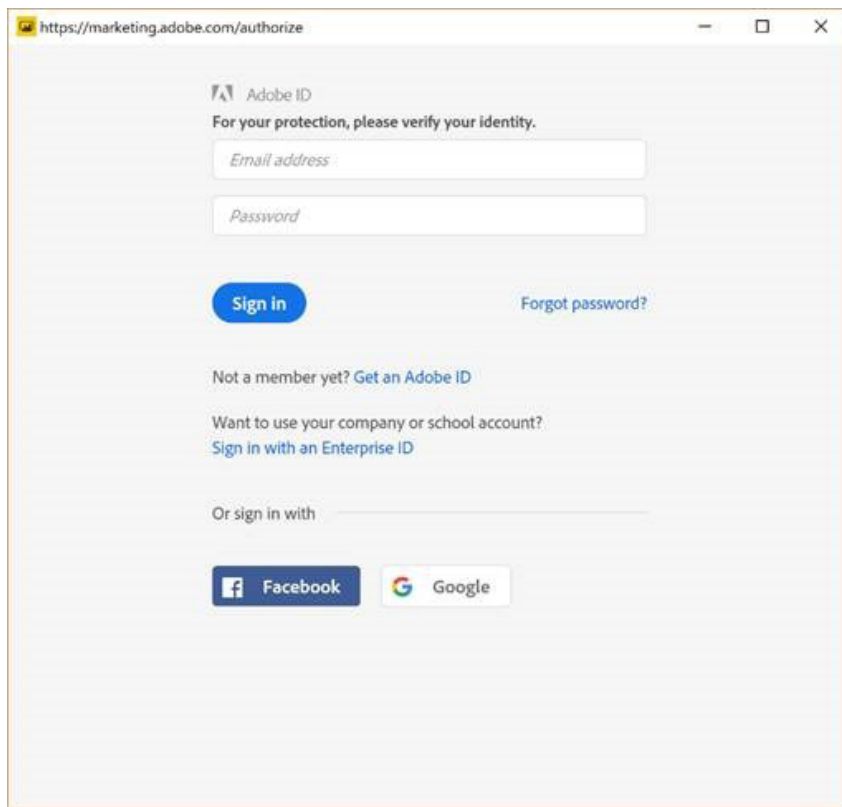 https://marketing.adobe.com/authorize
Adobe ID
For your protection, please verify your identity.
Email address
Password
Sign in Forgot password?
Not a member yet? Get an Adobe ID
Want to use your company or school account?
Sign in with an Enterprise ID
Or sign in with
Facebook Google